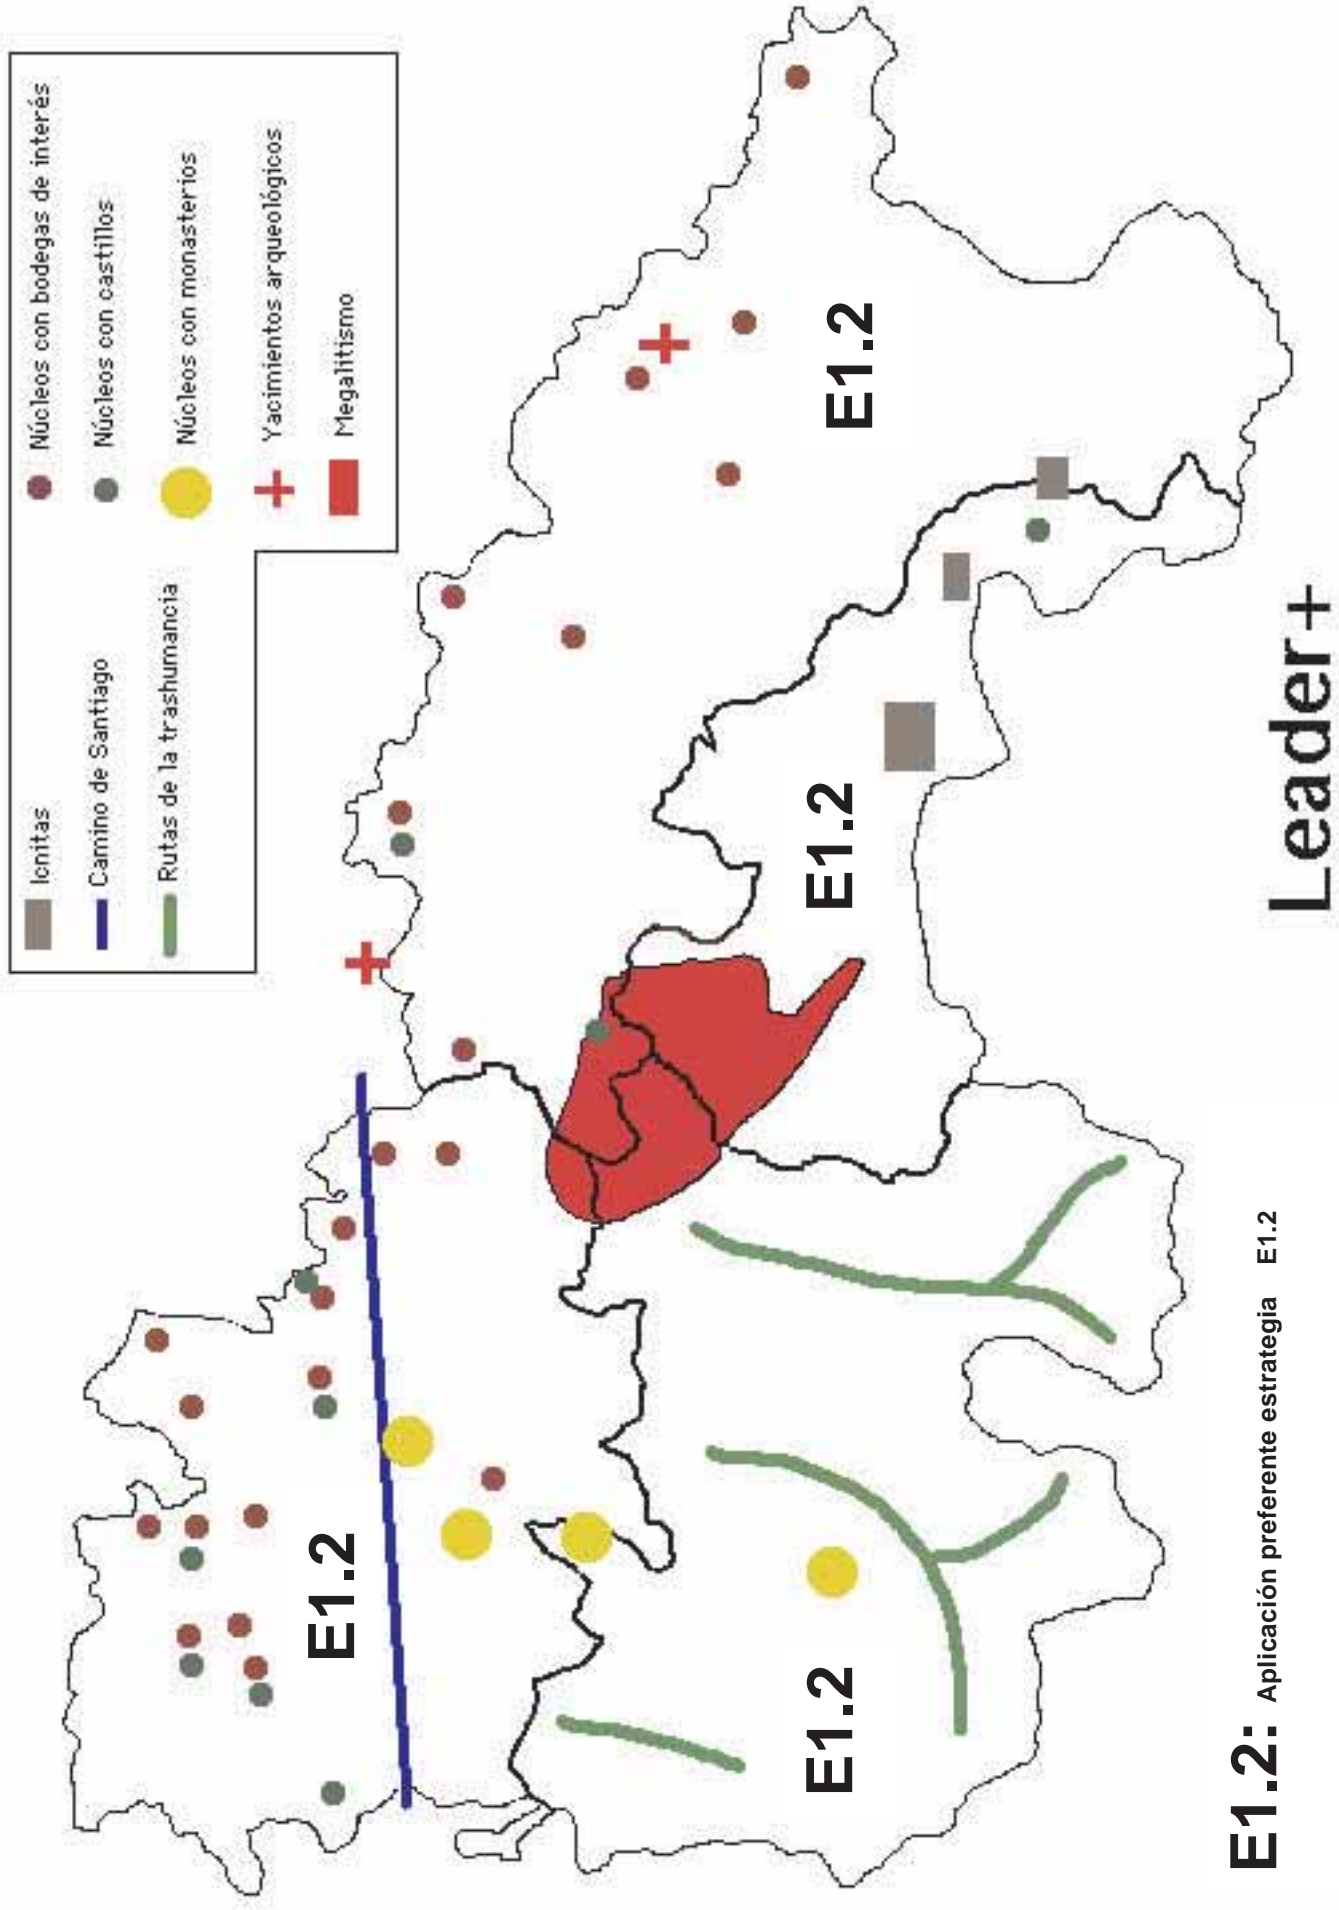 Ionitas
Camino de Santiago
Rutas de la trashumancia
Núcleos con bodegas de interés
Núcleos con castillos
Núcleos con monasterios
Yacimientos arqueológicos
Megalitismo
E1.2
E1.2
E1.2
E1.2
E1.2: Aplicación preferente estrategia E1.2
Leader+